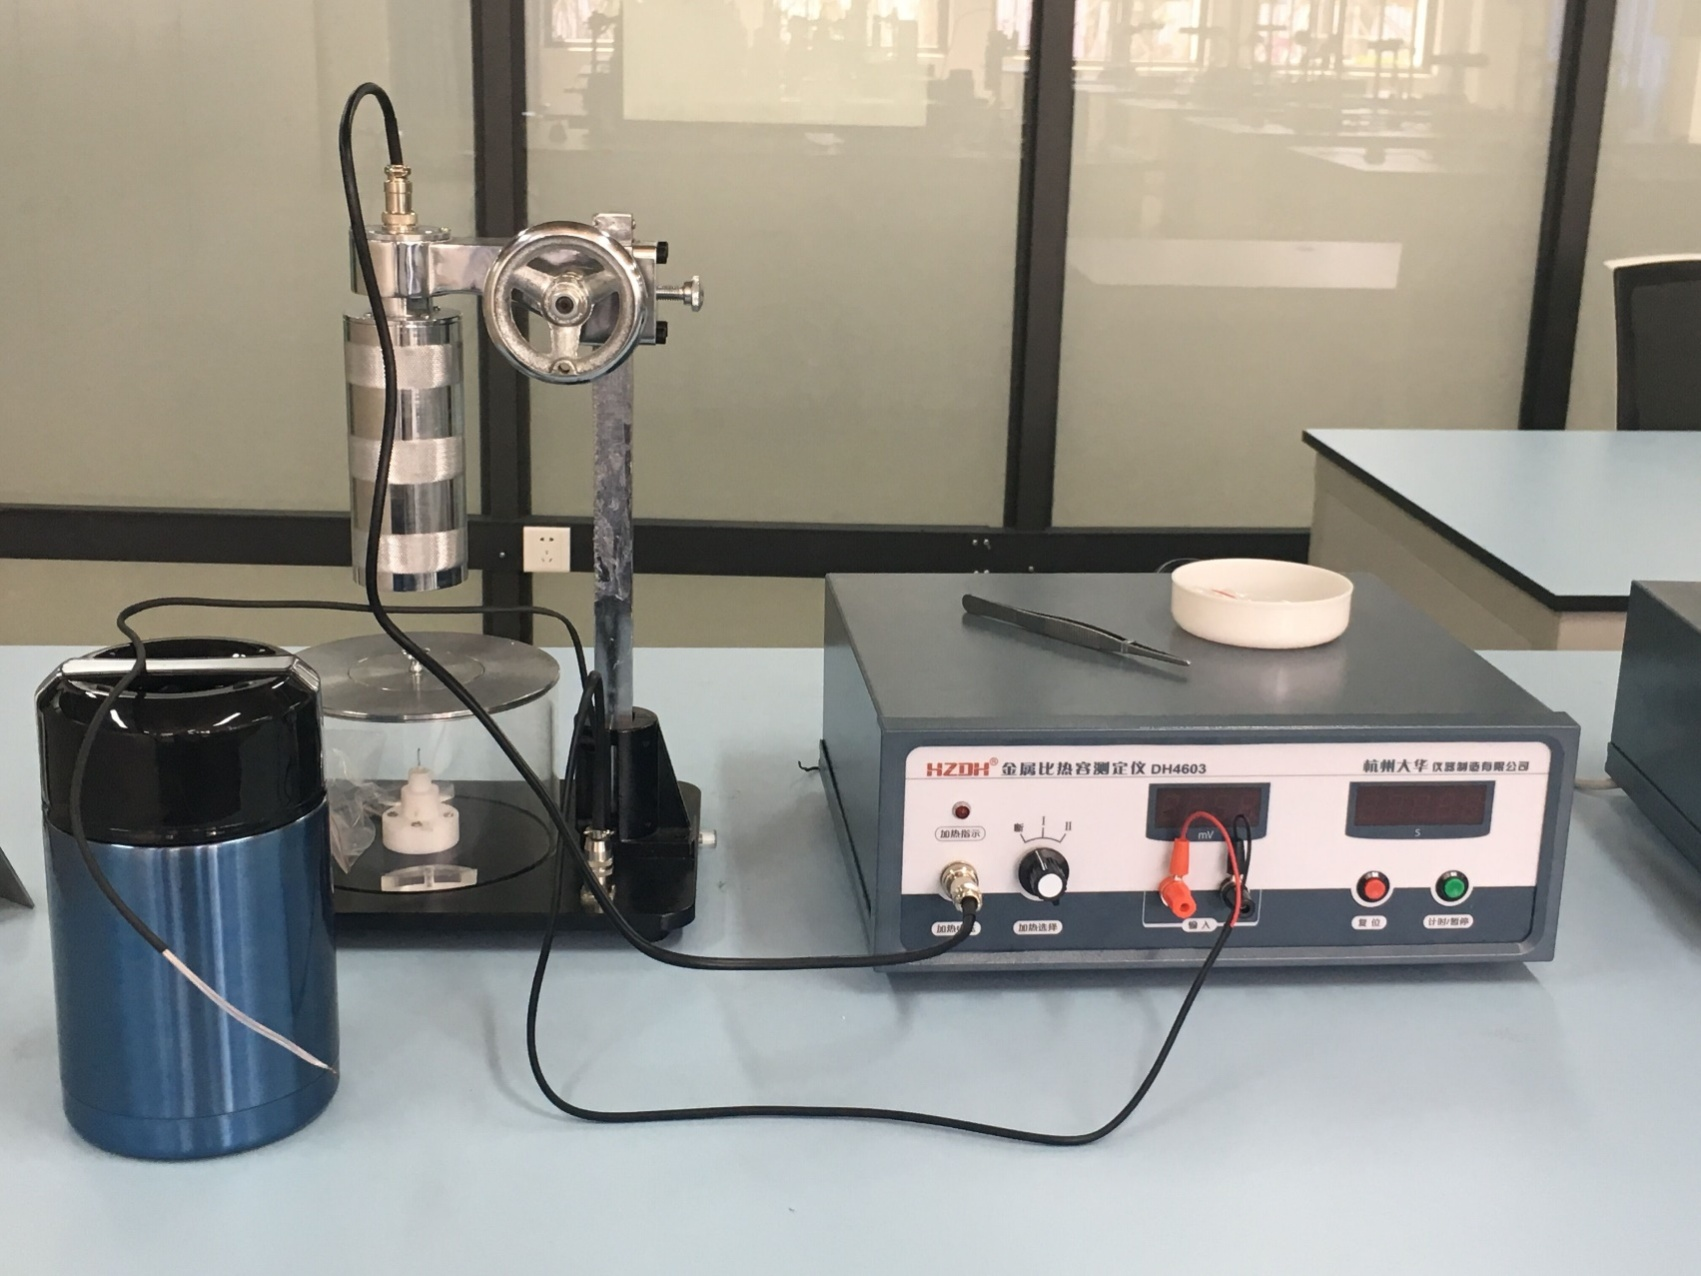 HZDH® 金属比热容测定仪 DH4603
杭州大华 仪器制造有限公司
加热指示
断 I II
mV
S
加热选择
输入
复位
计时/暂停